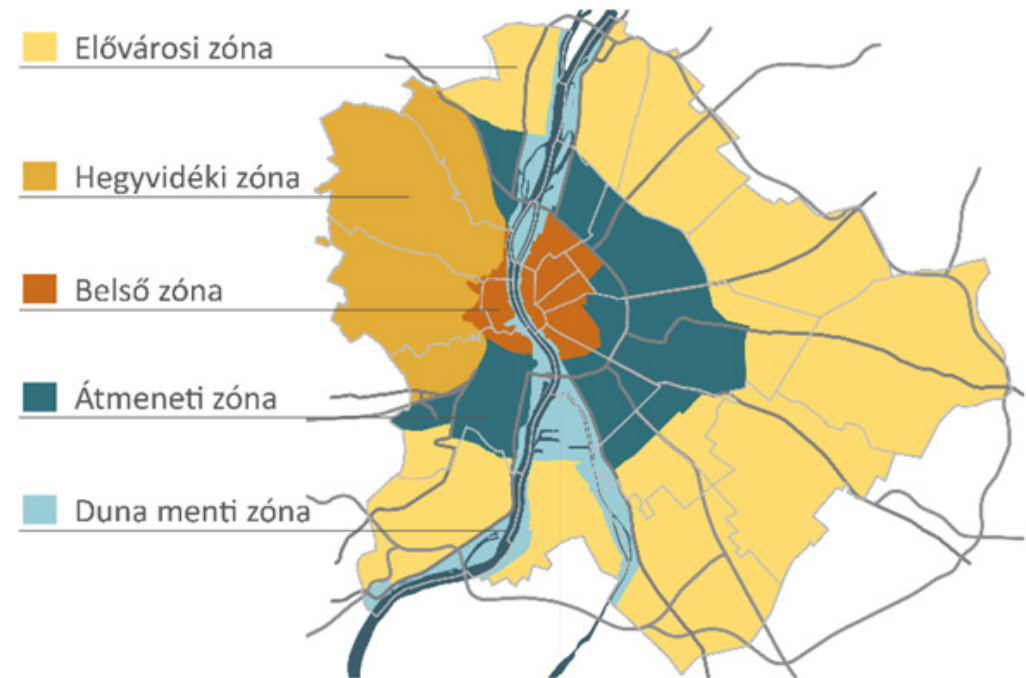 Elővárosi zóna
Hegyvidéki zóna
Belső zóna
Átmeneti zóna
Duna menti zóna